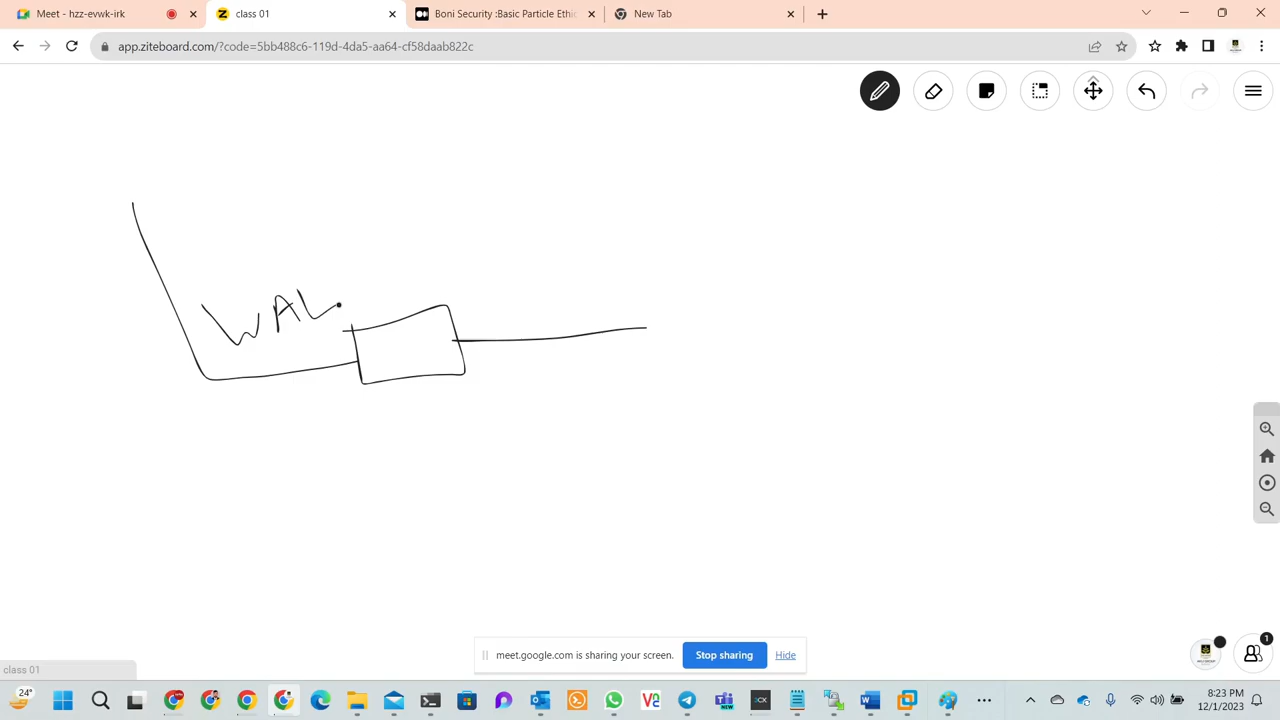 Meet - hzz-evwk-irk
class 01
Boni Security :Basic Particle Ethic
New Tab
app.ziteboard.com/?code=5bb488c6-119d-4da5-aa64-cf58daab822c
WAL
meet.google.com is sharing your screen.
Stop sharing
Hide
1
class 01
24°
8:23 PM
12/1/2023